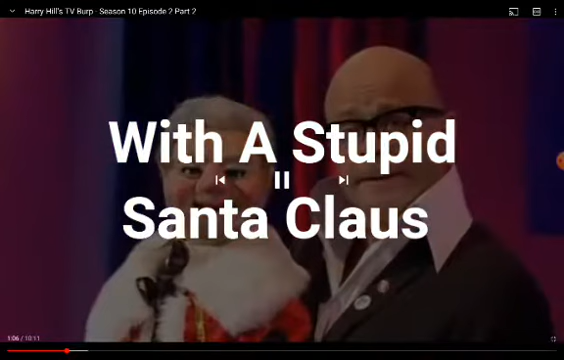 Harry Hill's TV Burp - Season 10 Episode 2 Part 2
With A Stupid
Santa Claus
1:06 / 10:11